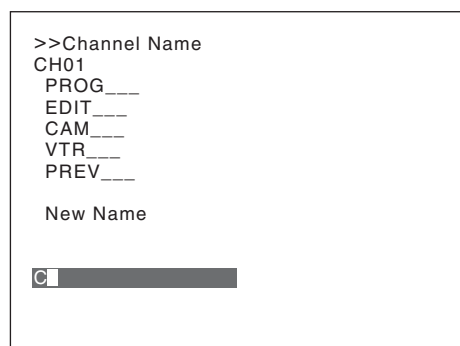 >>Channel Name
CH01
PROG___
EDIT___
CAM___
VTR___
PREV___
New Name
C